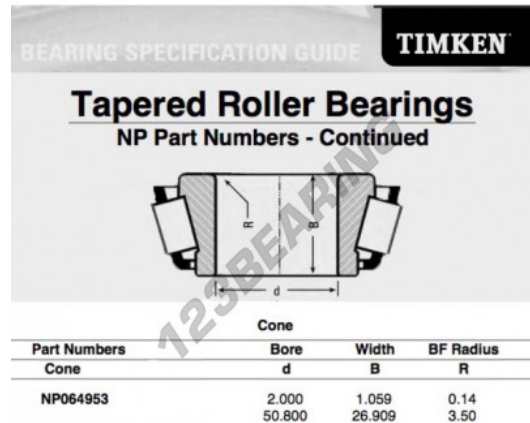 BEARING SPECIFICATION GUIDE
TIMKEN
Tapered Roller Bearings
NP Part Numbers - Continued
R
B
d
123BEARING
Cone
Part Numbers Bore Width BF Radius
Cone d B R
NP064953 2.000 1.059 0.14
50.800 26.909 3.50